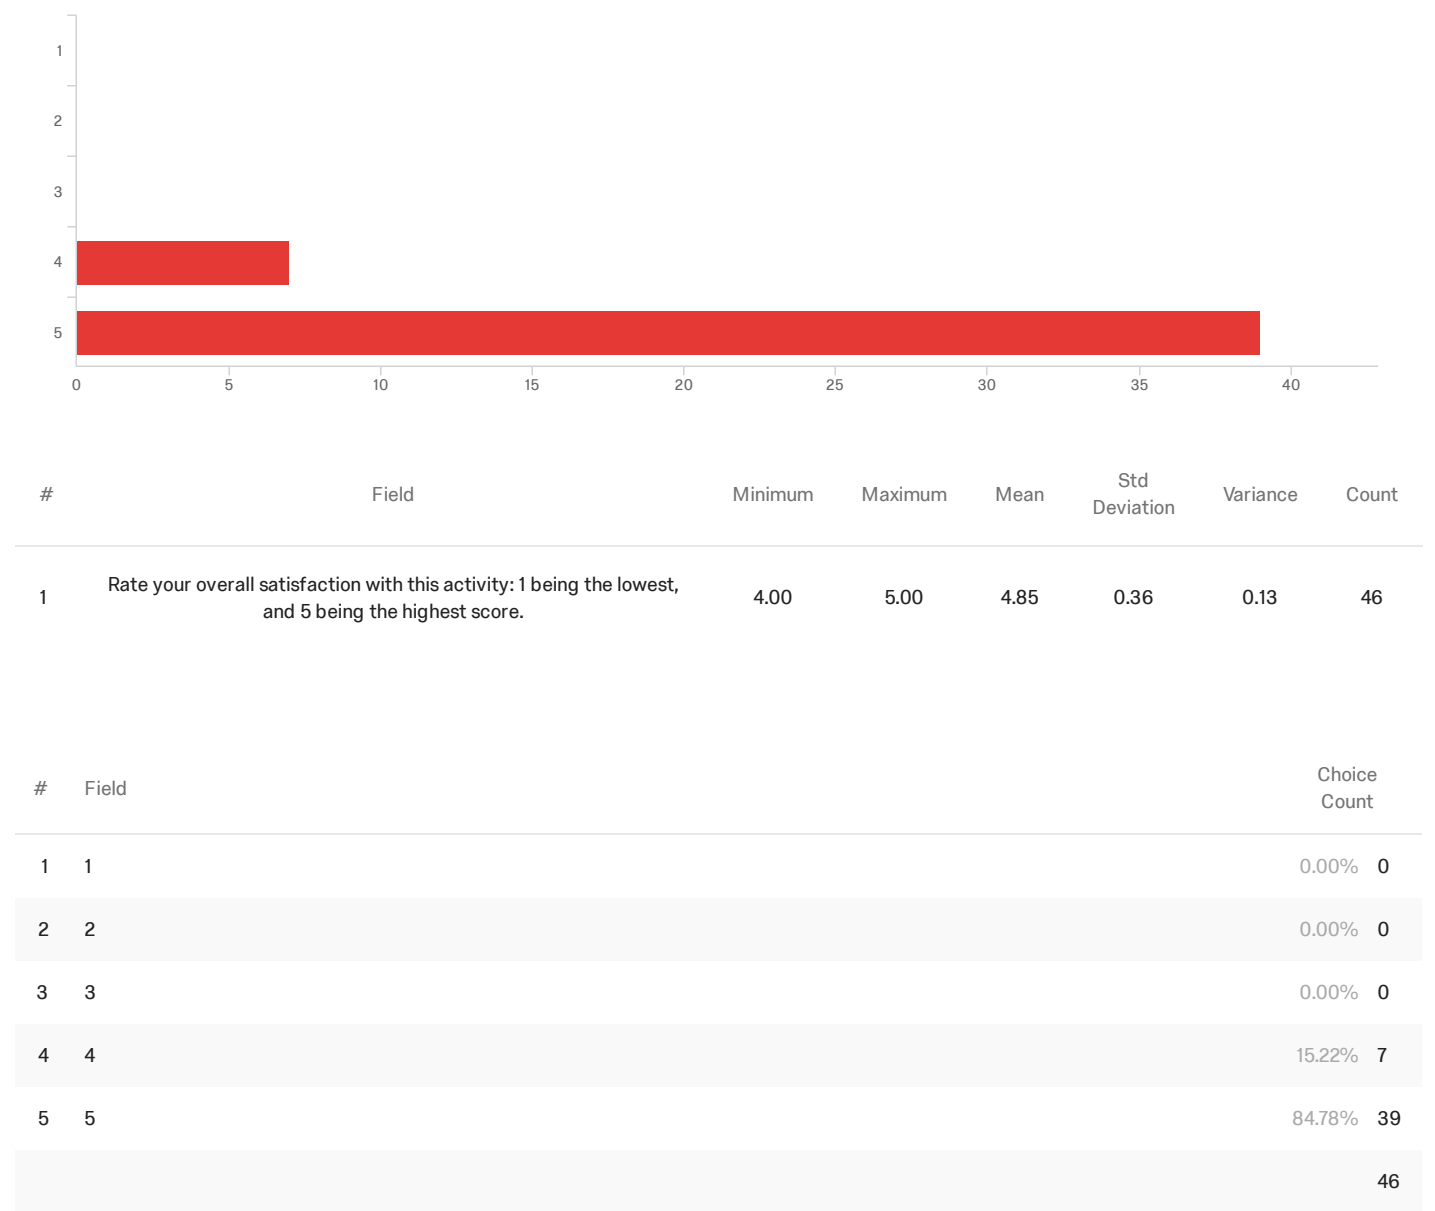 1
2
3
4
5
0 5 10 15 20 25 30 35 40
# Field Minimum Maximum Mean Std Deviation Variance Count
1 Rate your overall satisfaction with this activity: 1 being the lowest, and 5 being the highest score. 4.00 5.00 4.85 0.36 0.13 46
# Field Choice Count
1 1 0.00% 0
2 2 0.00% 0
3 3 0.00% 0
4 4 15.22% 7
5 5 84.78% 39
46